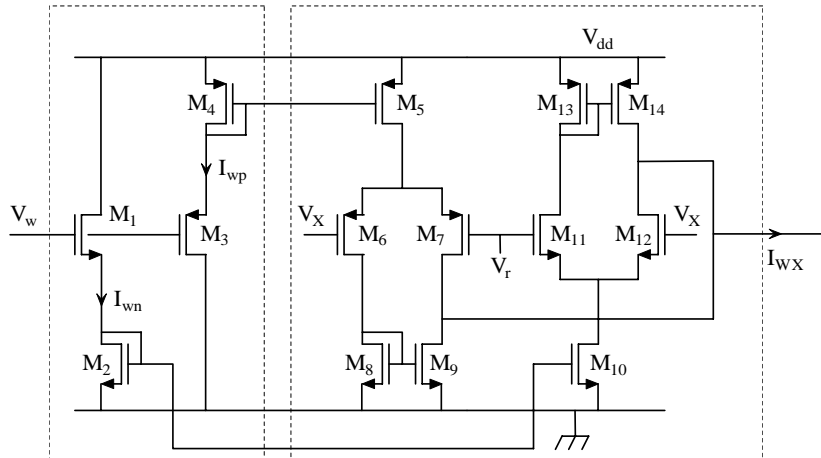 V_dd
M_4
M_5
M_13
M_14
I_wp
V_w
M_1
M_3
V_X
M_6
M_7
M_11
M_12
V_X
V_r
I_WX
I_wn
M_2
M_8
M_9
M_10